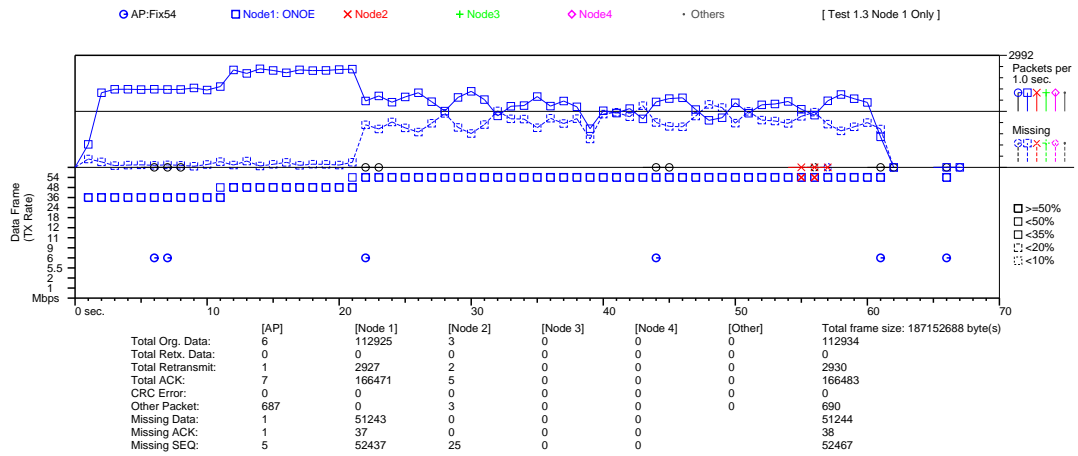 AP:Fix54 Node1: ONOE Node2 Node3 Node4 Others [ Test 1.3 Node 1 Only ]
2992
Packets per
1.0 sec.
Missing
54
48
36
24
18
12
11
9
6
5.5
2
1
Mbps
Data Frame
(TX Rate)
>=50%
<50%
<35%
<20%
<10%
0 sec. 10 20 30 40 50 60 70
[AP] [Node 1] [Node 2] [Node 3] [Node 4] [Other] Total frame size: 187152688 byte(s)
Total Org. Data: 6 112925 3 0 0 0 112934
Total Retx. Data: 0 0 0 0 0 0 0
Total Retransmit: 1 2927 2 0 0 0 2930
Total ACK: 7 166471 5 0 0 0 166483
CRC Error: 0 0 0 0 0 0 0
Other Packet: 687 0 3 0 0 0 690
Missing Data: 1 51243 0 0 0 51244
Missing ACK: 1 37 0 0 0 38
Missing SEQ: 5 52437 25 0 0 52467